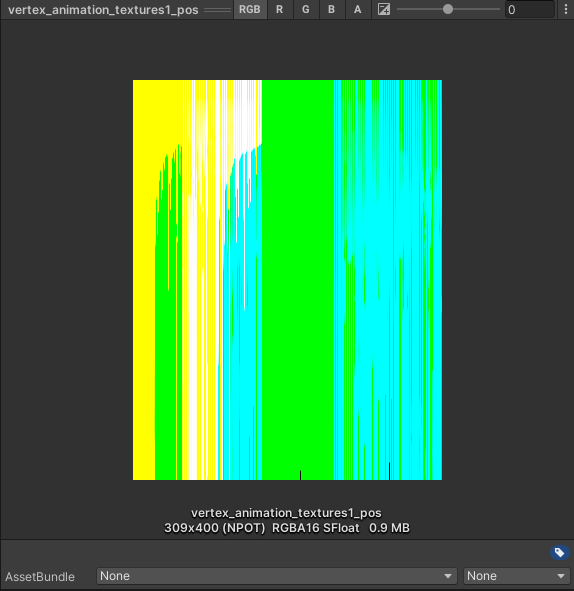 vertex_animation_textures1_pos RGB R G B A 0
vertex_animation_textures1_pos
309x400 (NPOT) RGBA16 SFloat 0.9 MB
AssetBundle None None